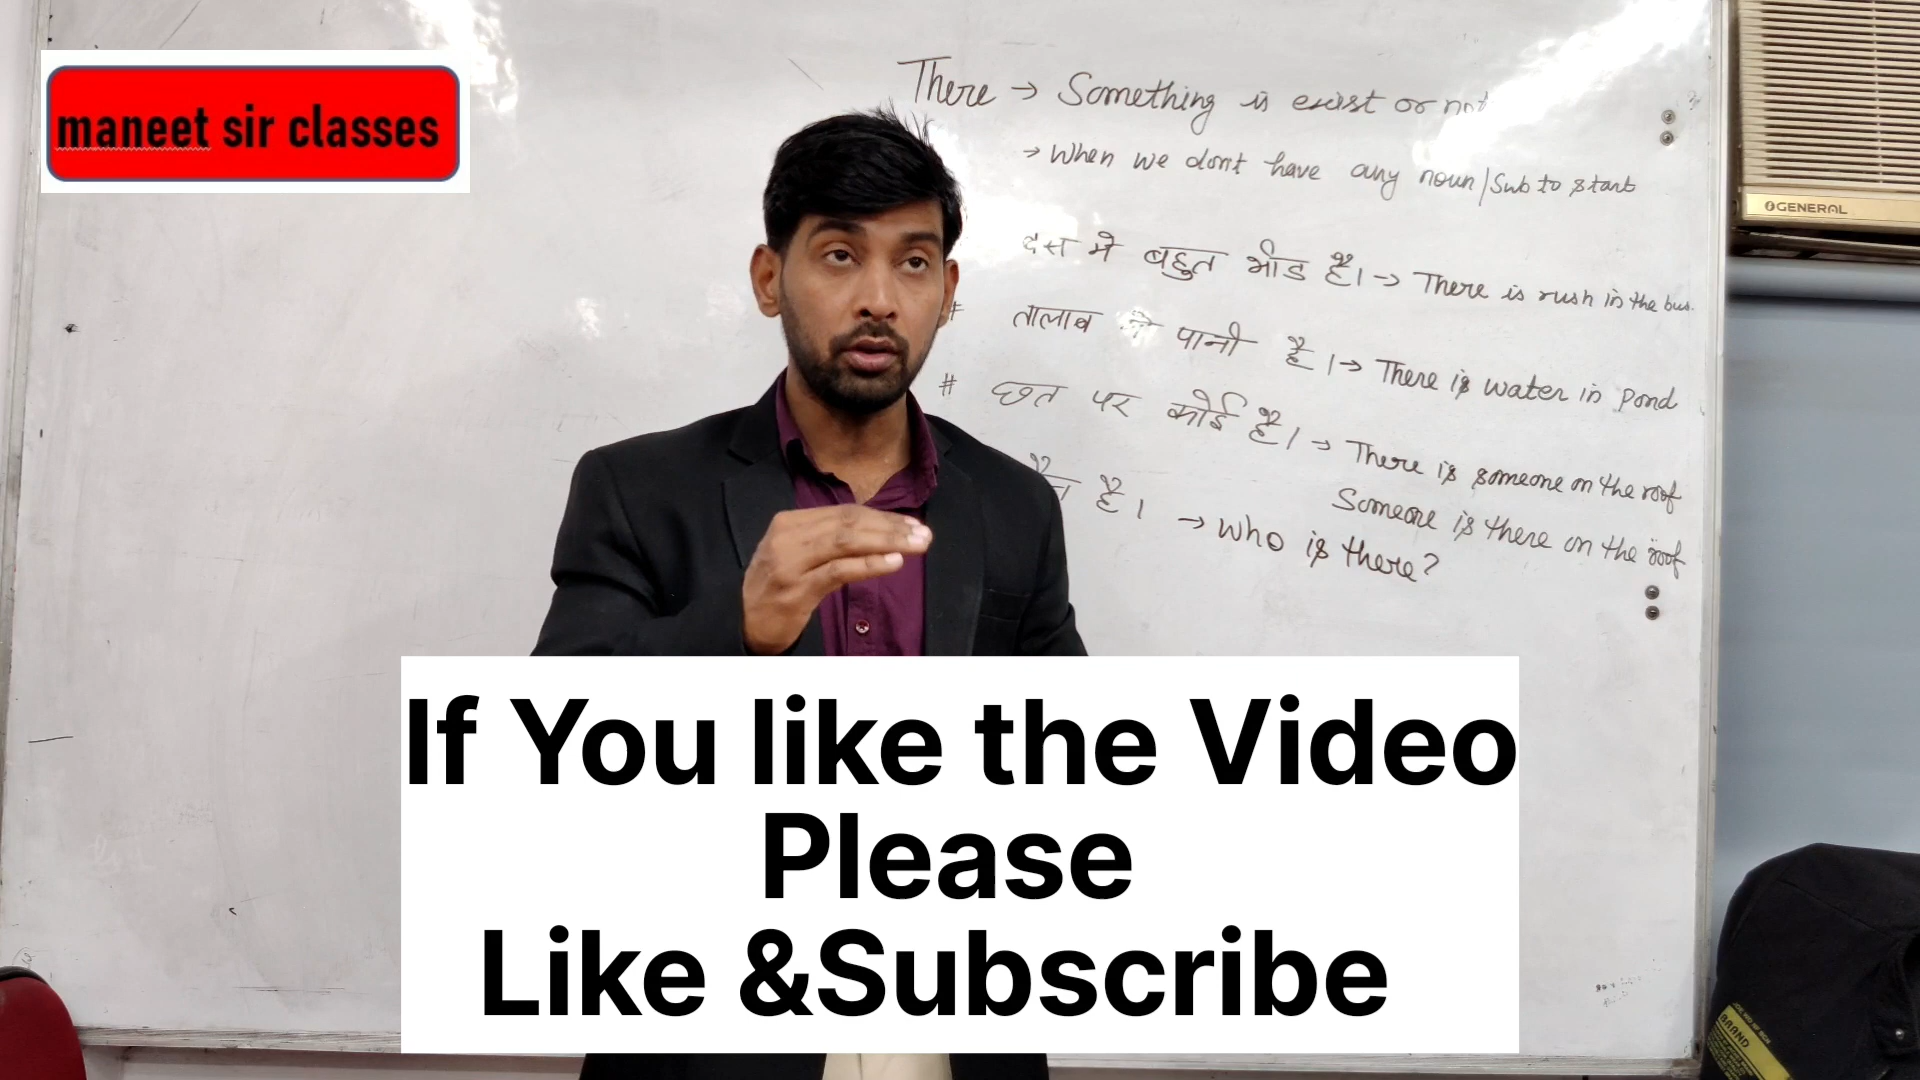 maneet sir classes
There → Something is exist or not
→ When we don't have any noun/Sub to start
में बहुत भीड है। → There is rush in the bus.
# तालाब में पानी है। → There is water in pond
# छत पर कोई है। → There is someone on the roof
Someone is there on the roof
है। → Who is there?
OGENERAL
If You like the Video
Please
Like &Subscribe
BRAND